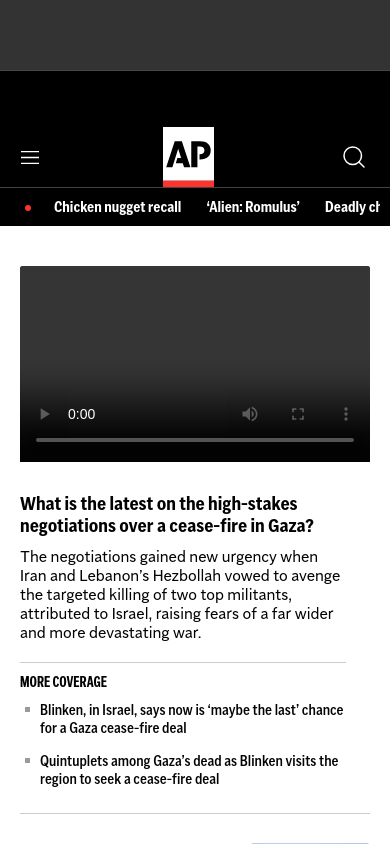 AP
Chicken nugget recall
‘Alien: Romulus’
Deadly ch
0:00
What is the latest on the high-stakes
negotiations over a cease-fire in Gaza?
The negotiations gained new urgency when
Iran and Lebanon’s Hezbollah vowed to avenge
the targeted killing of two top militants,
attributed to Israel, raising fears of a far wider
and more devastating war.
MORE COVERAGE
Blinken, in Israel, says now is ‘maybe the last’ chance
for a Gaza cease-fire deal
Quintuplets among Gaza’s dead as Blinken visits the
region to seek a cease-fire deal